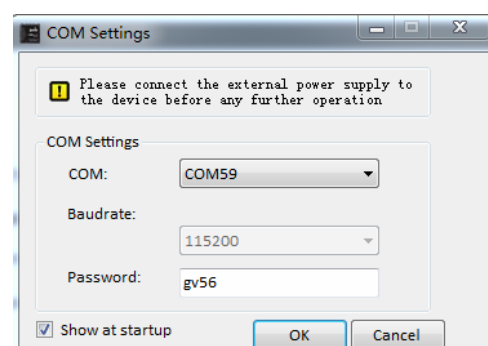 COM Settings
Please connect the external power supply to
the device before any further operation
COM Settings
COM: COM59
Baudrate:
115200
Password: gv56
Show at startup OK Cancel